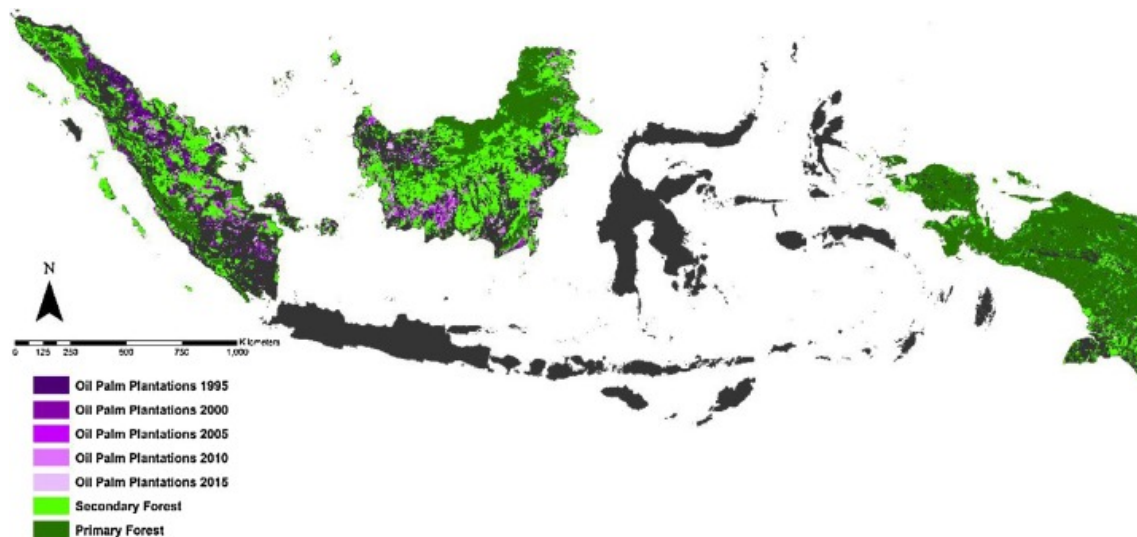 N
Kilometers
0 125 250 500 750 1,000
Oil Palm Plantations 1995
Oil Palm Plantations 2000
Oil Palm Plantations 2005
Oil Palm Plantations 2010
Oil Palm Plantations 2015
Secondary Forest
Primary Forest